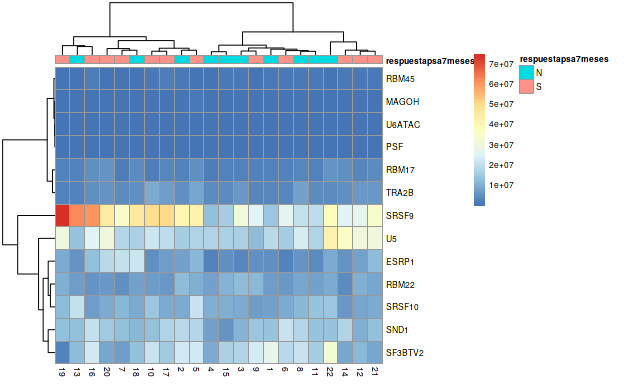 respuestapsa7meses
RBM45
MAGOH
U6ATAC
PSF
RBM17
TRA2B
SRSF9
U5
ESRP1
RBM22
SRSF10
SND1
SF3BTV2
19 13 16 20 7 18 10 17 2 5 4 15 3 9 1 6 8 11 22 14 12 21
7e+07
6e+07
5e+07
4e+07
3e+07
2e+07
1e+07
respuestapsa7meses
N
S